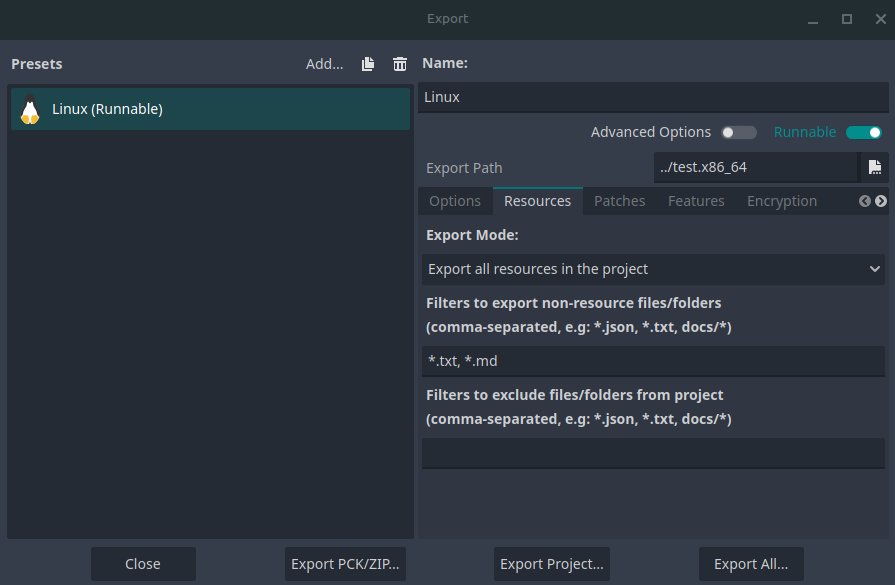 Export
Presets
Add...
Name:
Linux (Runnable)
Linux
Advanced Options
Runnable
Export Path
../test.x86_64
Options
Resources
Patches
Features
Encryption
Export Mode:
Export all resources in the project
Filters to export non-resource files/folders
(comma-separated, e.g: *.json, *.txt, docs/*)
*.txt, *.md
Filters to exclude files/folders from project
(comma-separated, e.g: *.json, *.txt, docs/*)
Close
Export PCK/ZIP...
Export Project...
Export All...